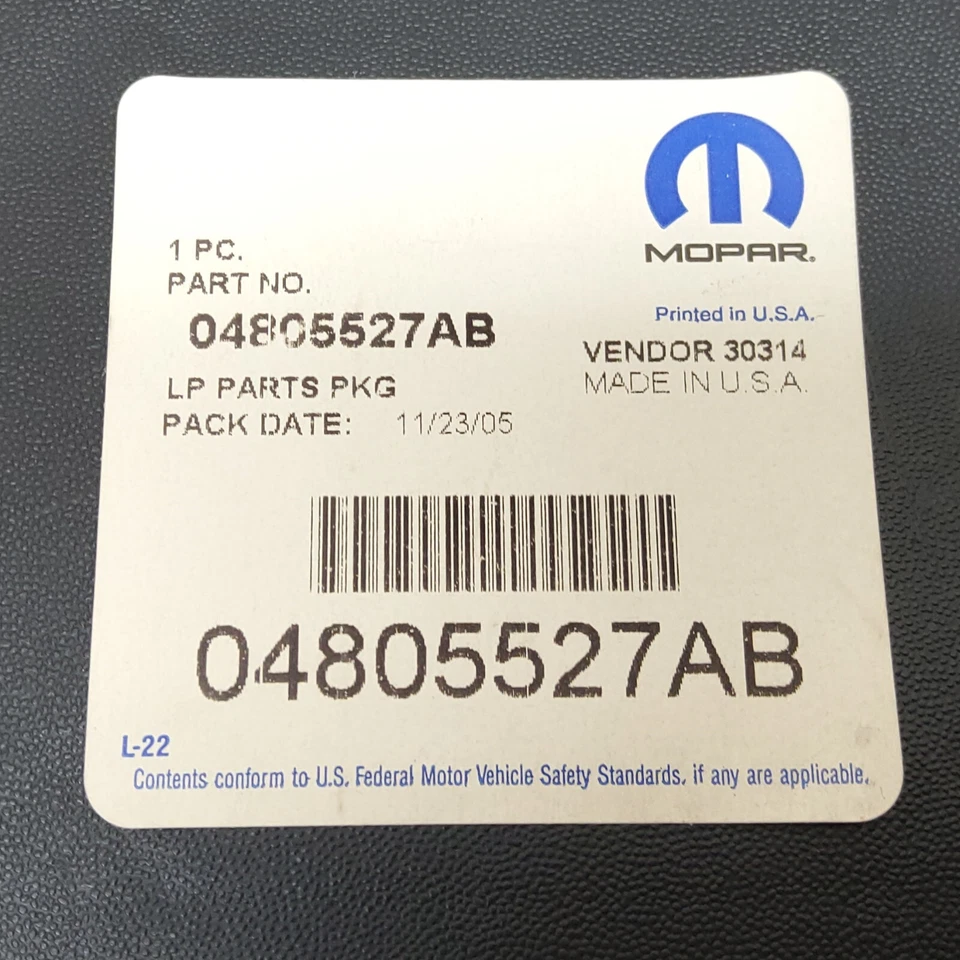 MOPAR.
1 PC.
PART NO.
04805527AB
Printed in U.S.A.
VENDOR 30314
MADE IN U.S.A.
LP PARTS PKG
PACK DATE: 11/23/05
04805527AB
L-22
Contents conform to U.S. Federal Motor Vehicle Safety Standards, if any are applicable.